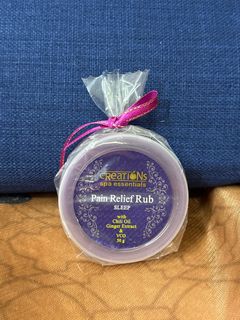 CREATIONS
spa essentials
Pain Relief Rub
SLEEP
with
Chili Oil,
Ginger Extract
&
VCO
50 g